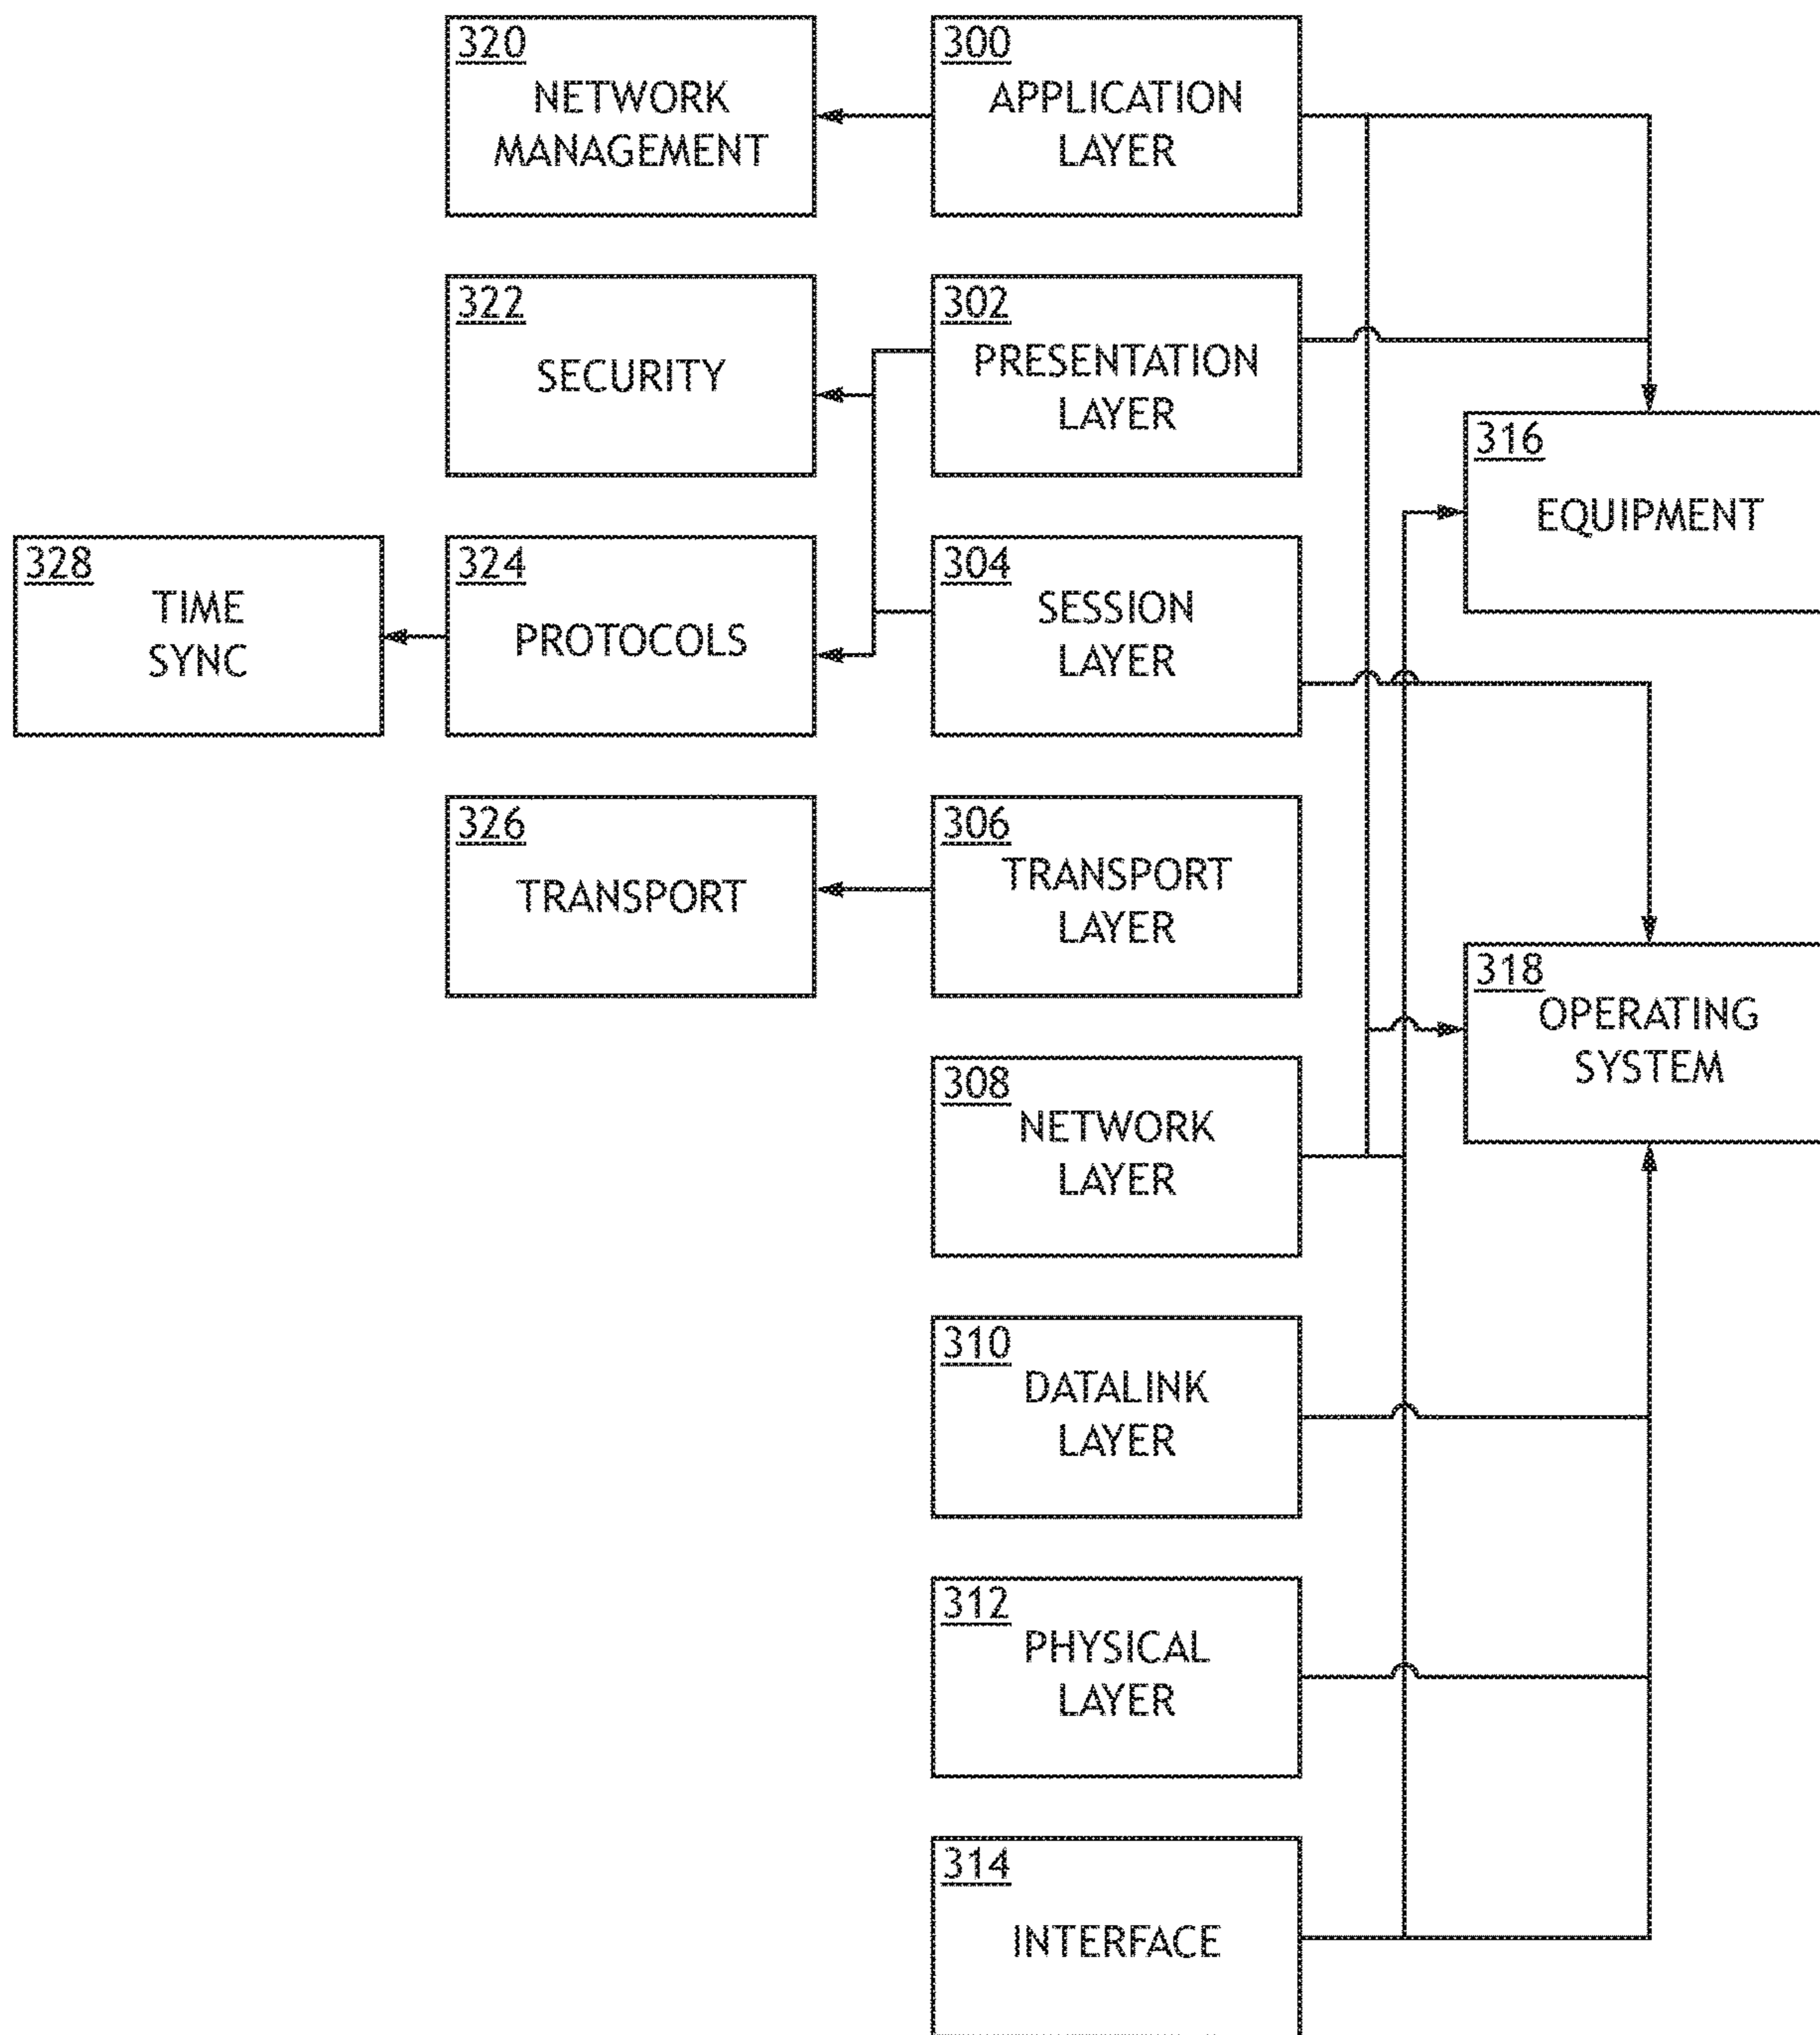 320
NETWORK
MANAGEMENT
300
APPLICATION
LAYER
322
SECURITY
302
PRESENTATION
LAYER
316
EQUIPMENT
328
TIME
SYNC
324
PROTOCOLS
304
SESSION
LAYER
326
TRANSPORT
306
TRANSPORT
LAYER
318
OPERATING
SYSTEM
308
NETWORK
LAYER
310
DATALINK
LAYER
312
PHYSICAL
LAYER
314
INTERFACE